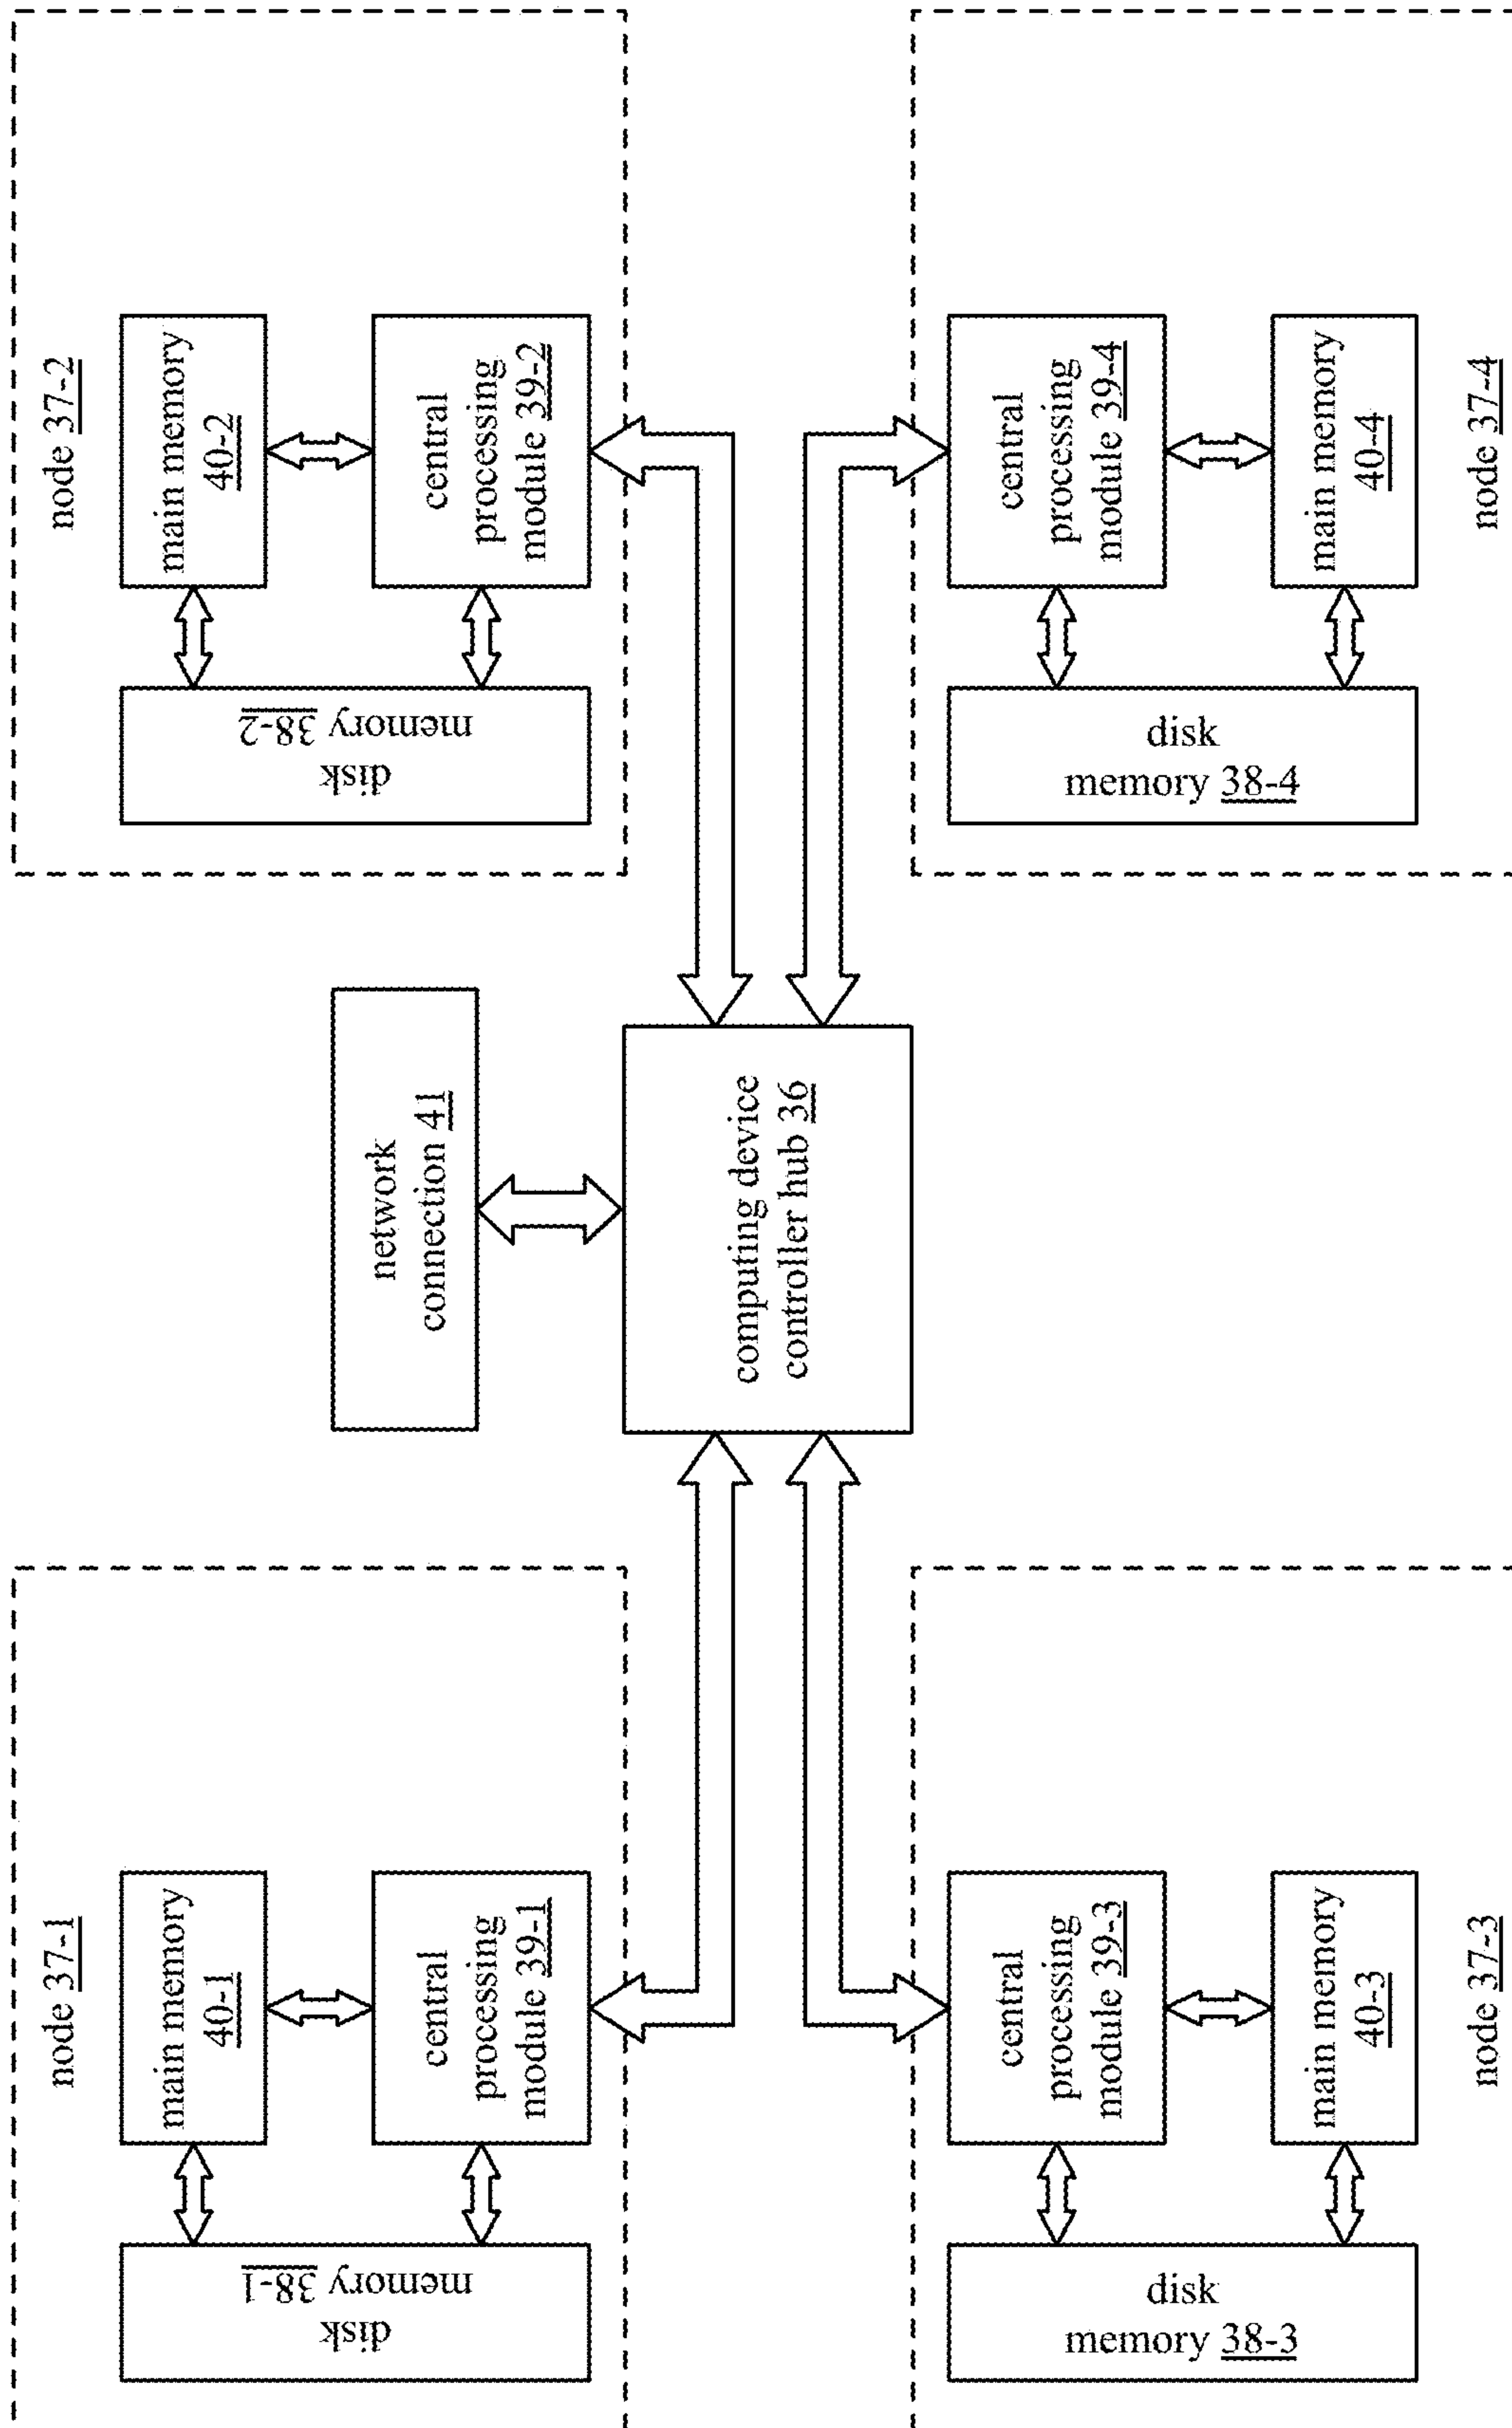 node 37-1
main memory
40-1
central
processing
module 39-1
disk
memory 38-1
node 37-2
main memory
40-2
central
processing
module 39-2
disk
memory 38-2
network
connection 41
computing device
controller hub 36
central
processing
module 39-3
main memory
40-3
disk
memory 38-3
node 37-3
central
processing
module 39-4
main memory
40-4
disk
memory 38-4
node 37-4